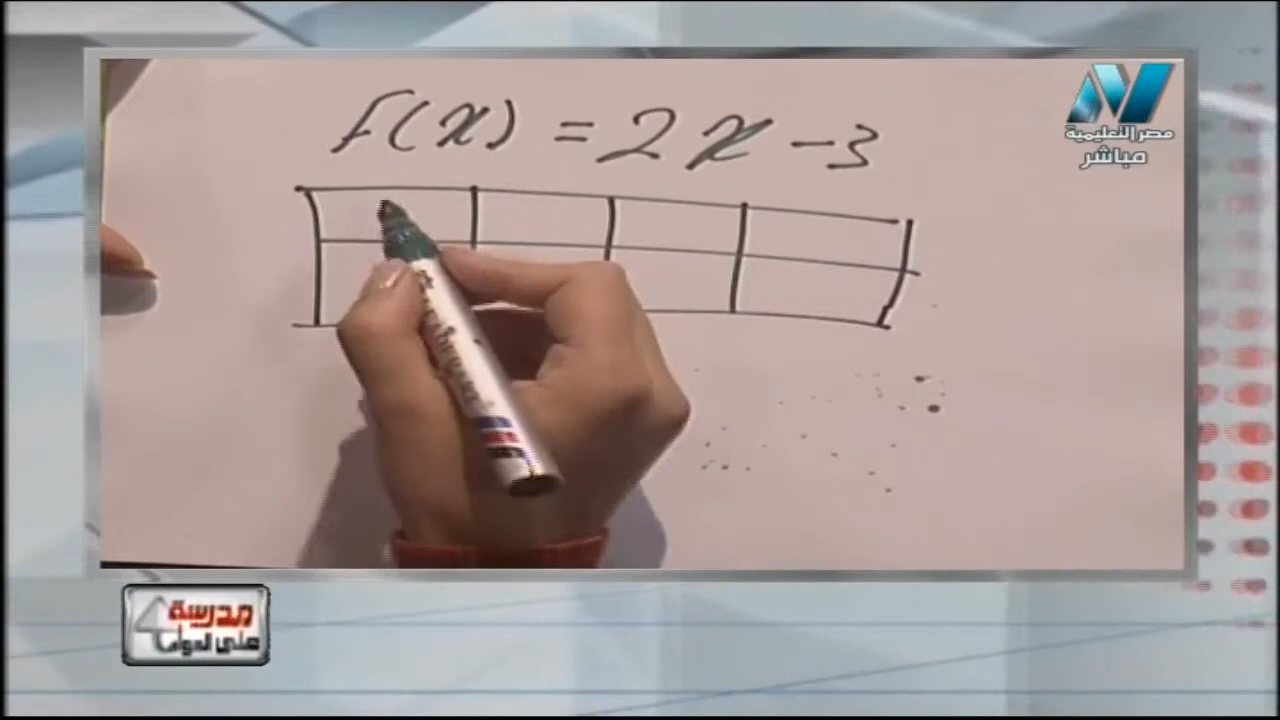 f(x) = 2x - 3
مصر التعليمية
مباشر
مدرسة
على الهواء